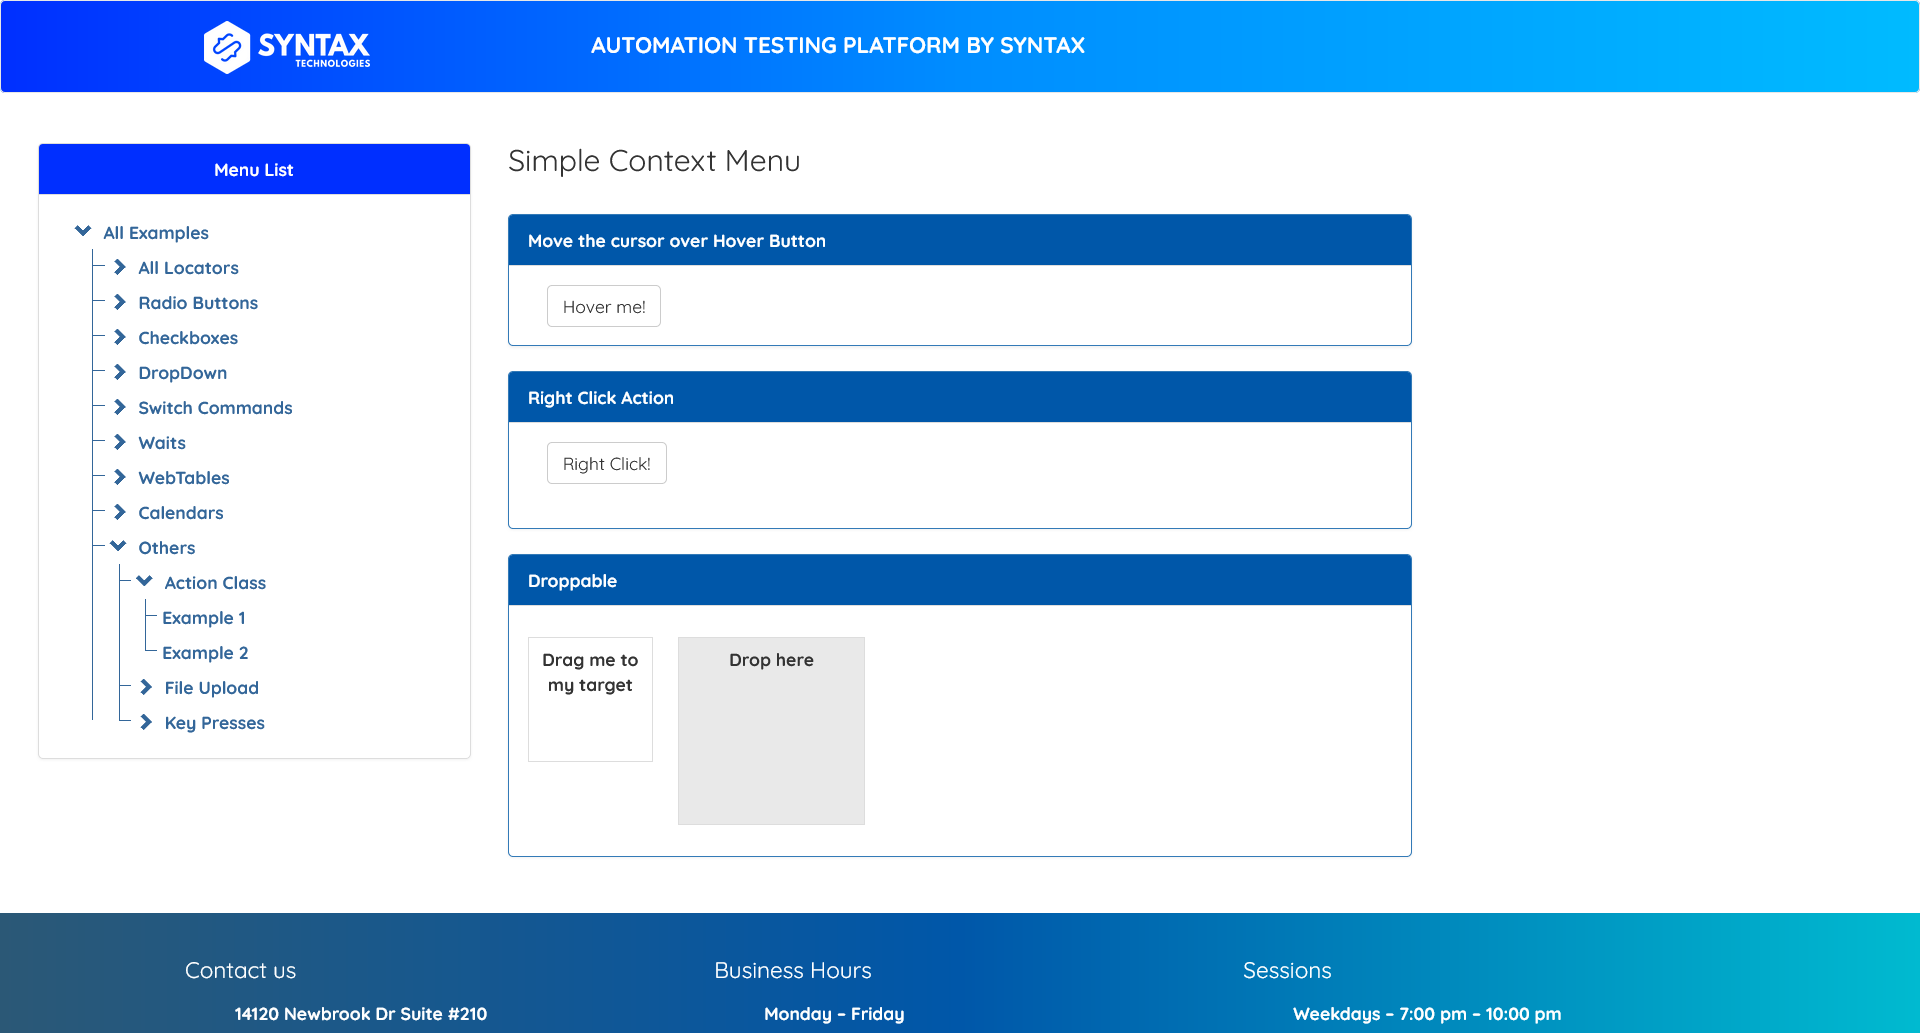 SYNTAX
TECHNOLOGIES
AUTOMATION TESTING PLATFORM BY SYNTAX
Menu List
All Examples
All Locators
Radio Buttons
Checkboxes
DropDown
Switch Commands
Waits
WebTables
Calendars
Others
Action Class
Example 1
Example 2
File Upload
Key Presses
Simple Context Menu
Move the cursor over Hover Button
Hover me!
Right Click Action
Right Click!
Droppable
Drag me to
my target
Drop here
Contact us
14120 Newbrook Dr Suite #210
Business Hours
Monday – Friday
Sessions
Weekdays – 7:00 pm – 10:00 pm